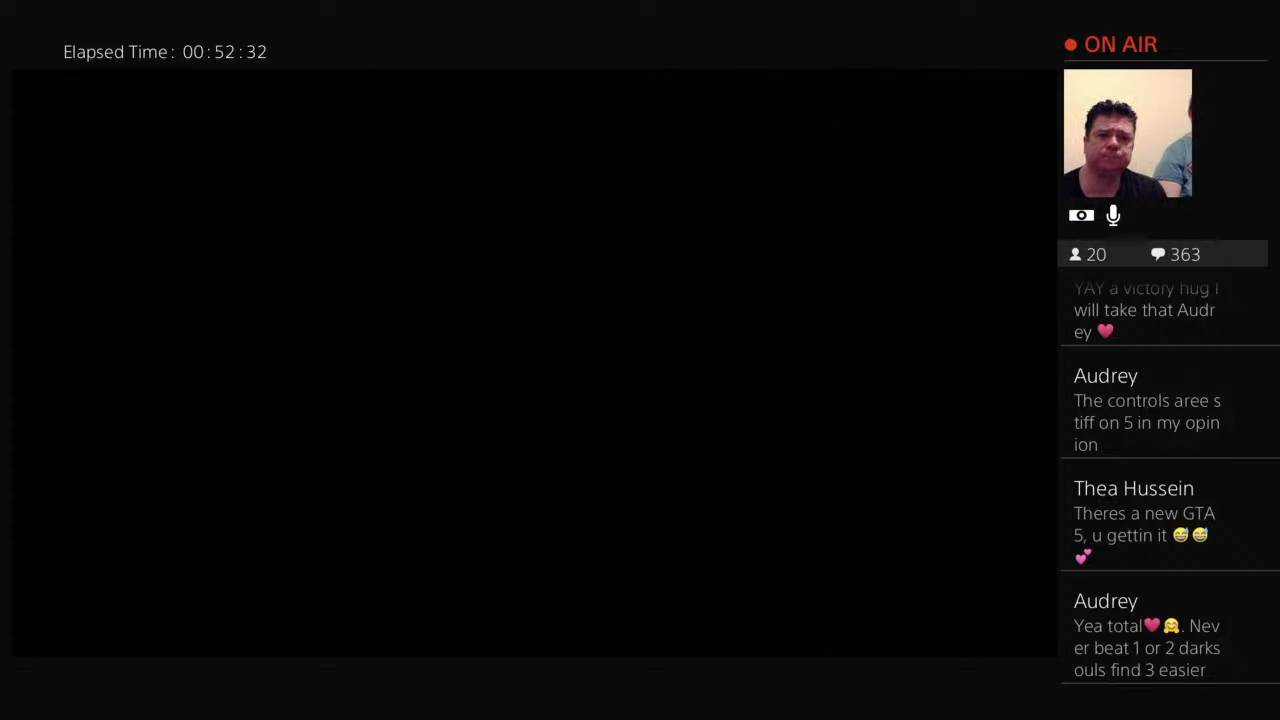 Elapsed Time: 00:52:32
ON AIR
20 363
YAY a victory hug I
will take that Audr
ey ❤️
Audrey
The controls aree s
tiff on 5 in my opin
ion
Thea Hussein
Theres a new GTA
5, u gettin it 😅😅
💕
Audrey
Yea total❤️🤗. Nev
er beat 1 or 2 darks
ouls find 3 easier